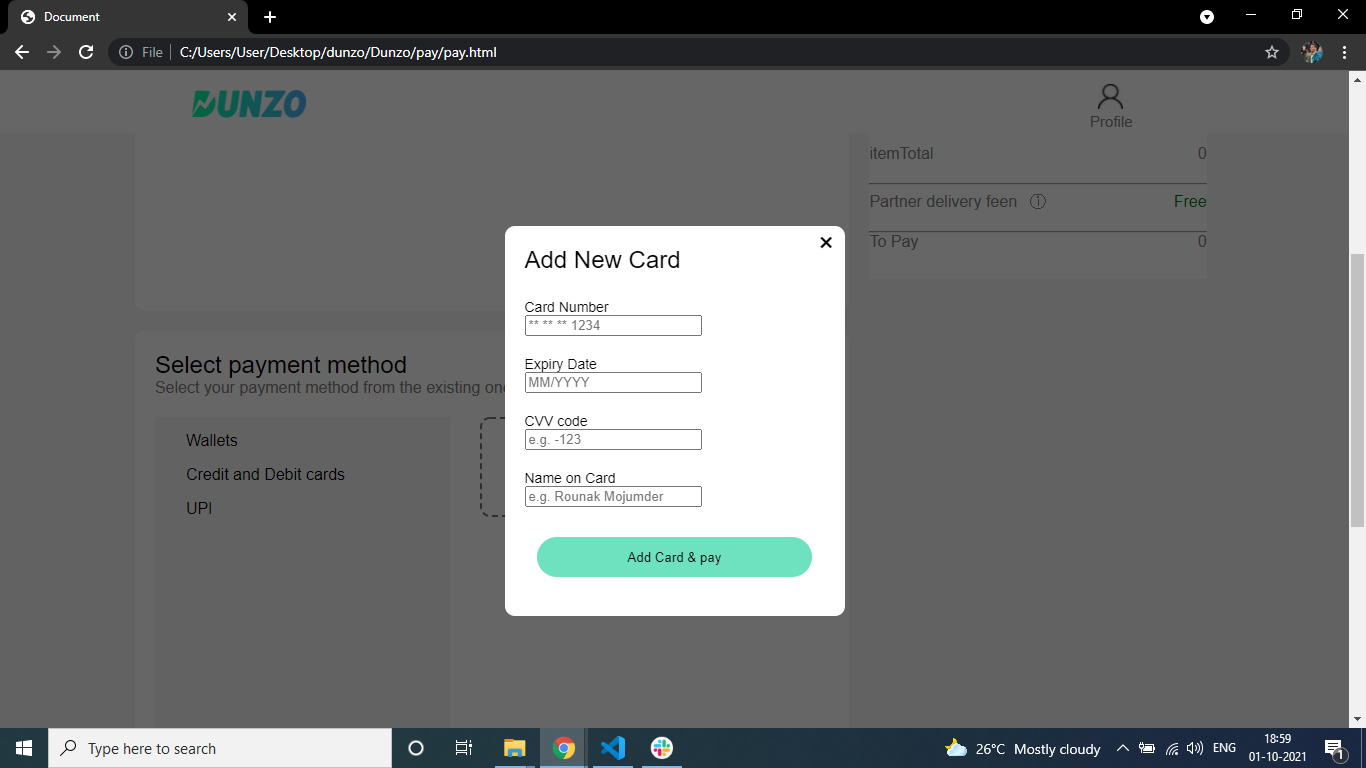 Document
File
C:/Users/User/Desktop/dunzo/Dunzo/pay/pay.html
DUNZO
Profile
itemTotal 0
Partner delivery feen Free
To Pay 0
Add New Card
Card Number
** ** ** 1234
Expiry Date
MM/YYYY
CVV code
e.g. -123
Name on Card
e.g. Rounak Mojumder
Add Card & pay
Select payment method
Select your payment method from the existing one
Wallets
Credit and Debit cards
UPI
Type here to search
26°C Mostly cloudy
ENG
18:59
01-10-2021
1